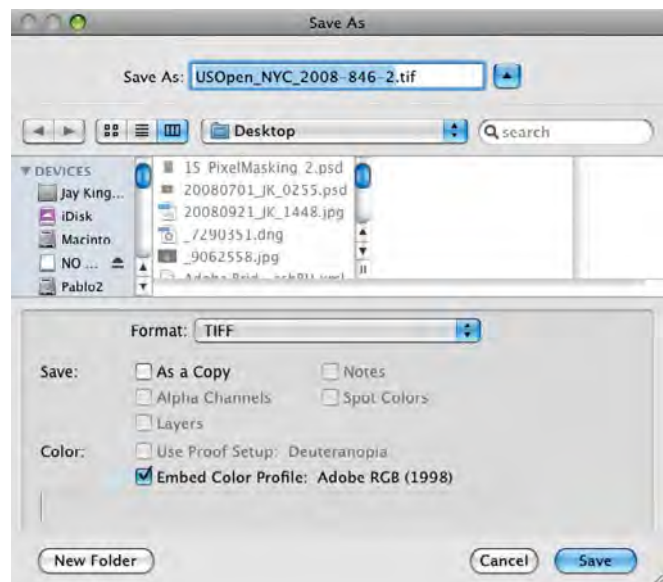 Save As
Save As: USOpen_NYC_2008-846-2.tif
Desktop
search
DEVICES
Jay King...
iDisk
Macinto
NO ...
Pablo2
15 PixelMasking 2.psd
20080701_JK_0255.psd
20080921_JK_1448.jpg
_7290351.dng
_9062558.jpg
Format: TIFF
Save:
As a Copy
Notes
Alpha Channels
Spot Colors
Layers
Color:
Use Proof Setup: Deuteranopia
Embed Color Profile: Adobe RGB (1998)
New Folder
Cancel
Save